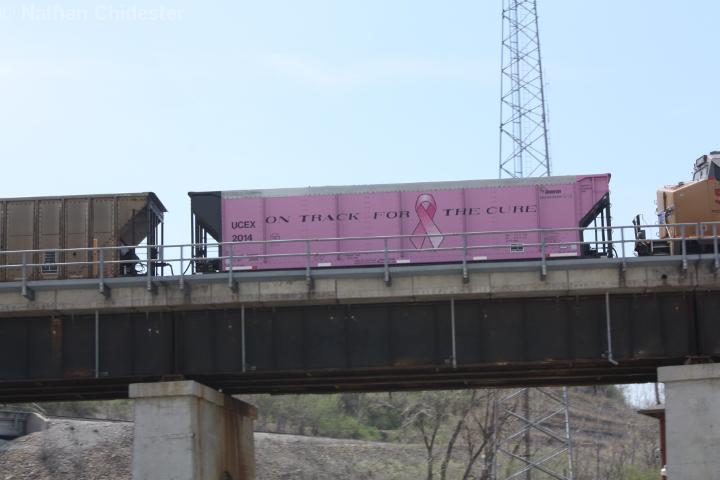 © Nathan Chidester
ON TRACK FOR THE CURE
UCEX
2014